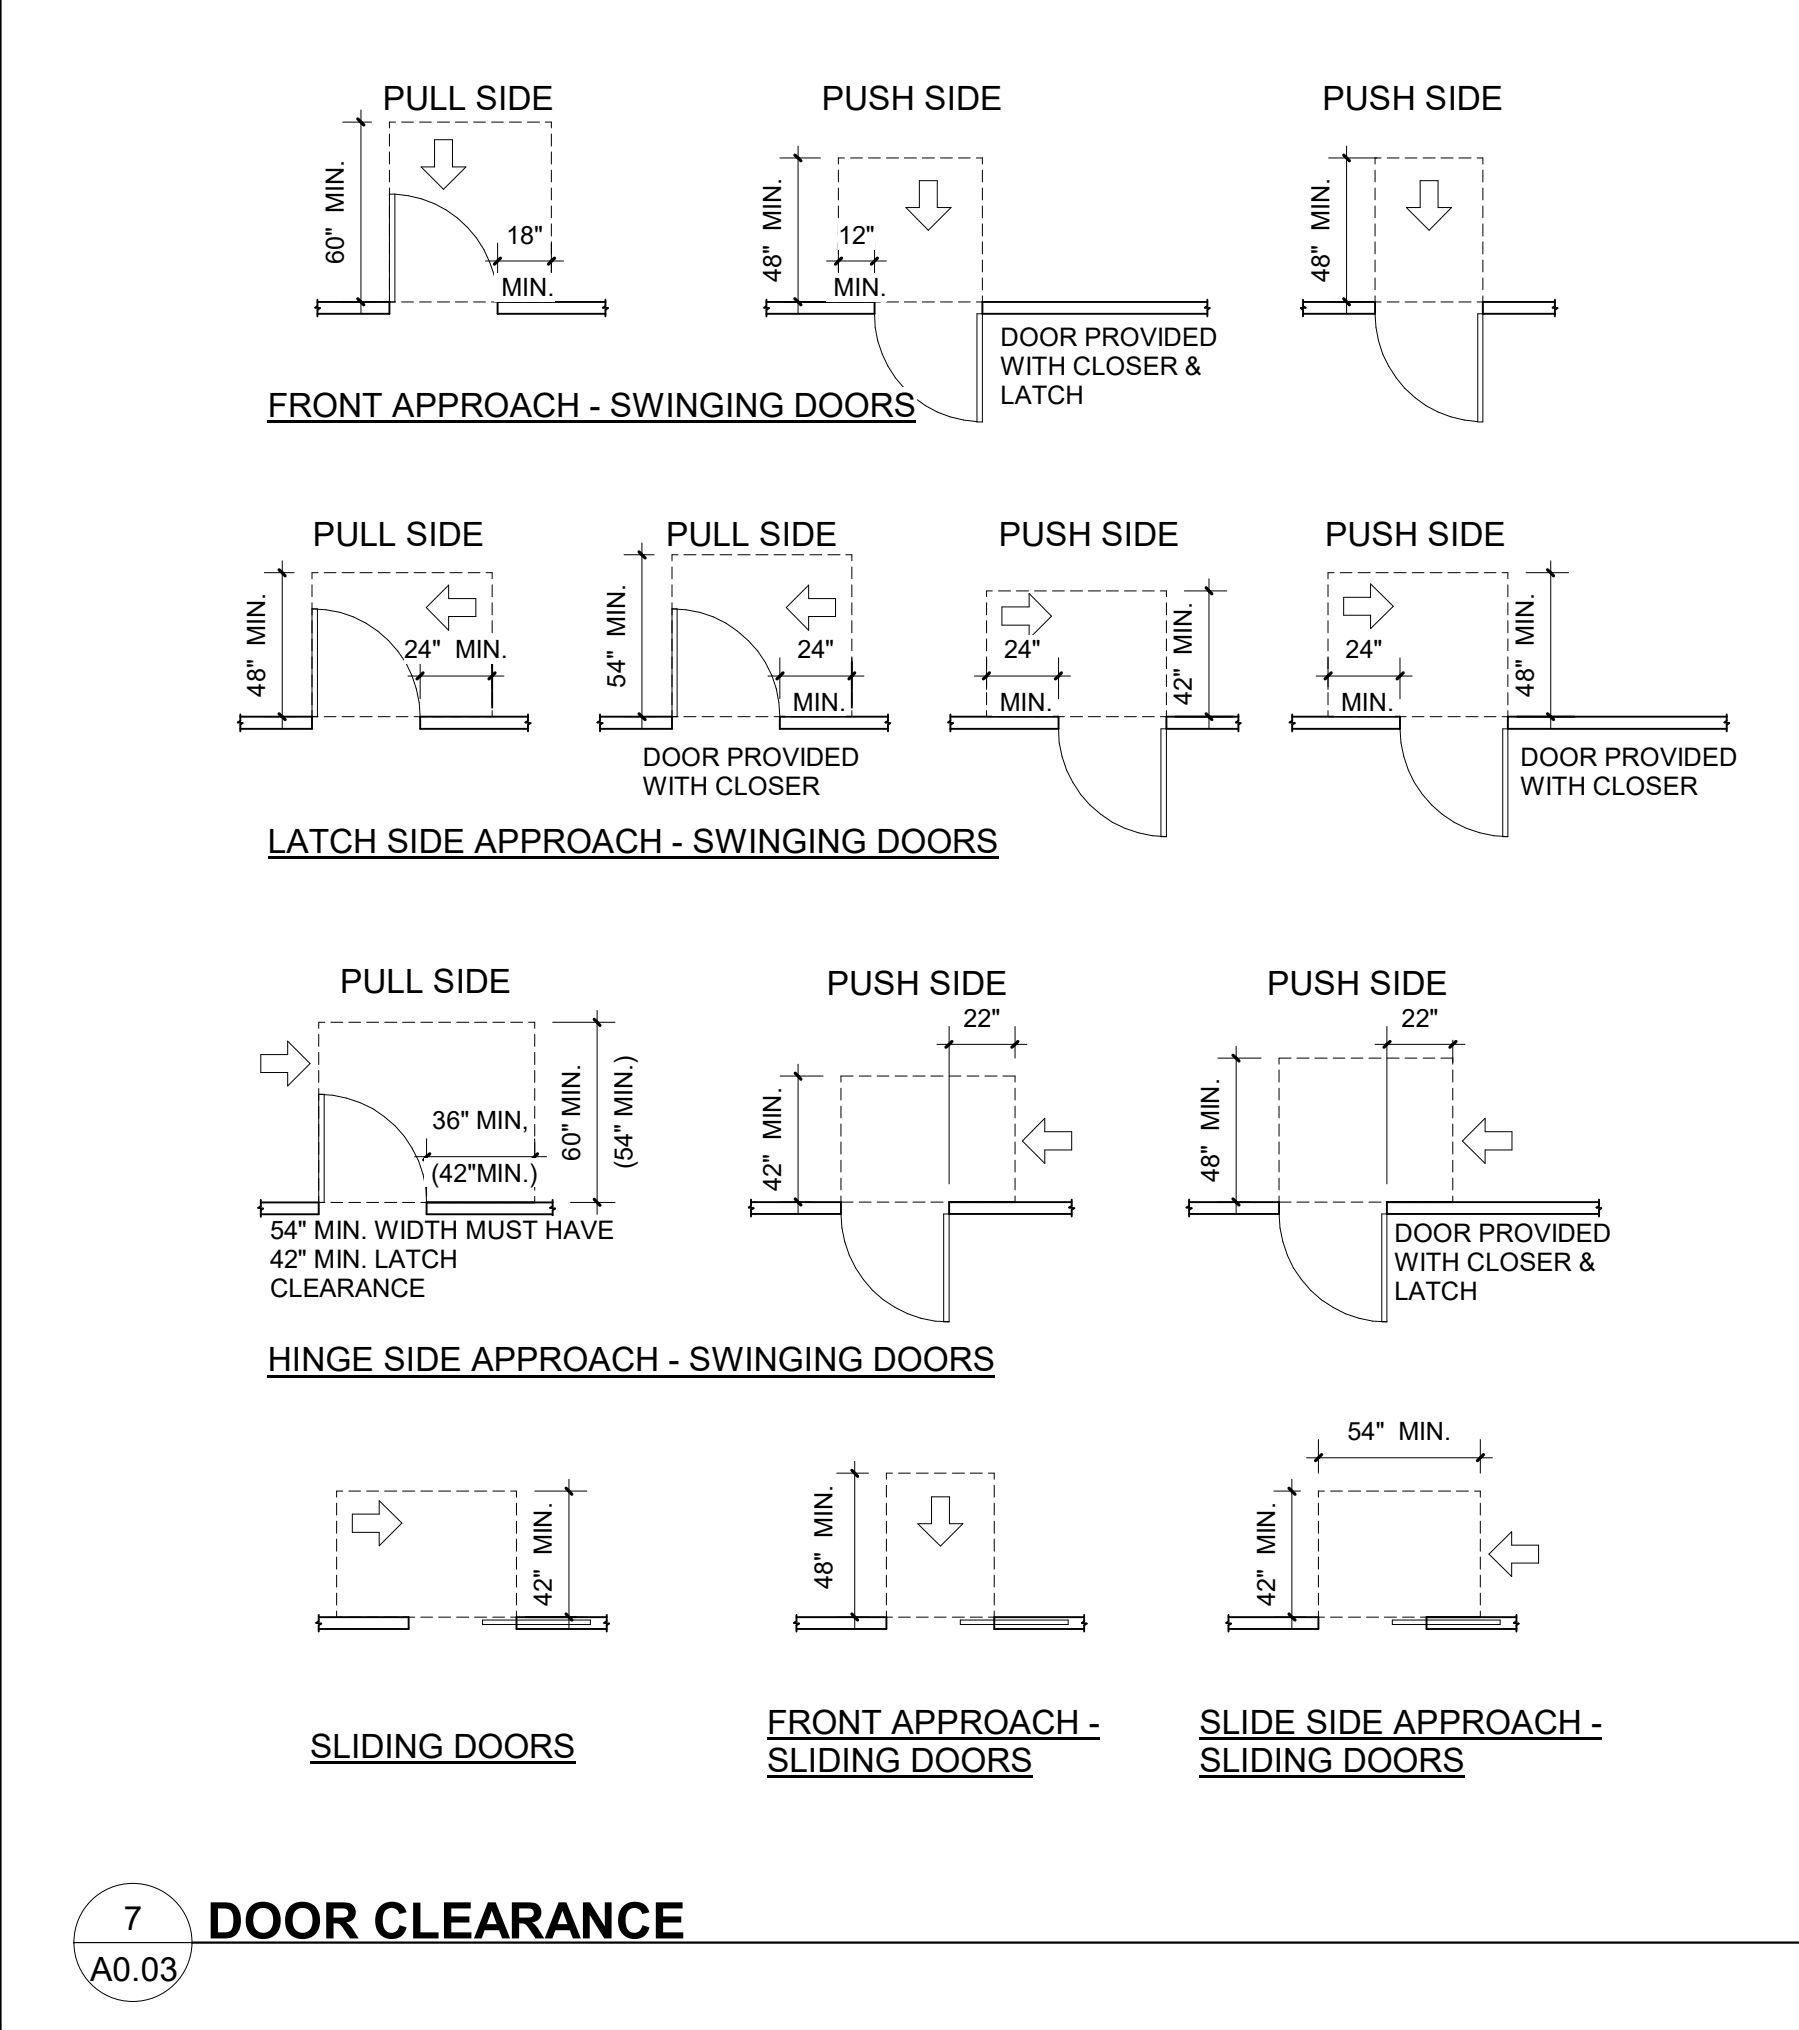 PULL SIDE
60" MIN.
18"
MIN.
PUSH SIDE
48" MIN.
12"
MIN.
DOOR PROVIDED
WITH CLOSER &
LATCH
PUSH SIDE
48" MIN.
FRONT APPROACH - SWINGING DOORS
PULL SIDE
48" MIN.
24" MIN.
PULL SIDE
54" MIN.
24"
MIN.
DOOR PROVIDED
WITH CLOSER
PUSH SIDE
24"
MIN.
42" MIN.
PUSH SIDE
24"
MIN.
48" MIN.
DOOR PROVIDED
WITH CLOSER
LATCH SIDE APPROACH - SWINGING DOORS
PULL SIDE
36" MIN,
(42"MIN.)
60" MIN.
(54" MIN.)
54" MIN. WIDTH MUST HAVE
42" MIN. LATCH
CLEARANCE
PUSH SIDE
22"
42" MIN.
PUSH SIDE
22"
48" MIN.
DOOR PROVIDED
WITH CLOSER &
LATCH
HINGE SIDE APPROACH - SWINGING DOORS
42" MIN.
SLIDING DOORS
48" MIN.
FRONT APPROACH -
SLIDING DOORS
54" MIN.
42" MIN.
SLIDE SIDE APPROACH -
SLIDING DOORS
7
A0.03
DOOR CLEARANCE